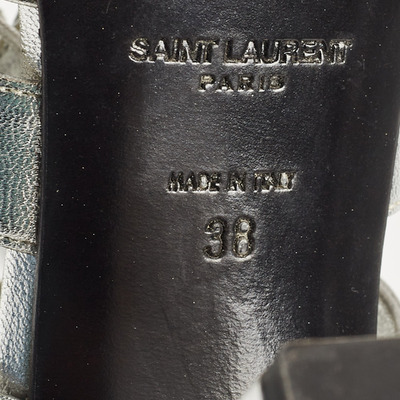 SAINT LAURENT
PARIS
MADE IN ITALY
38